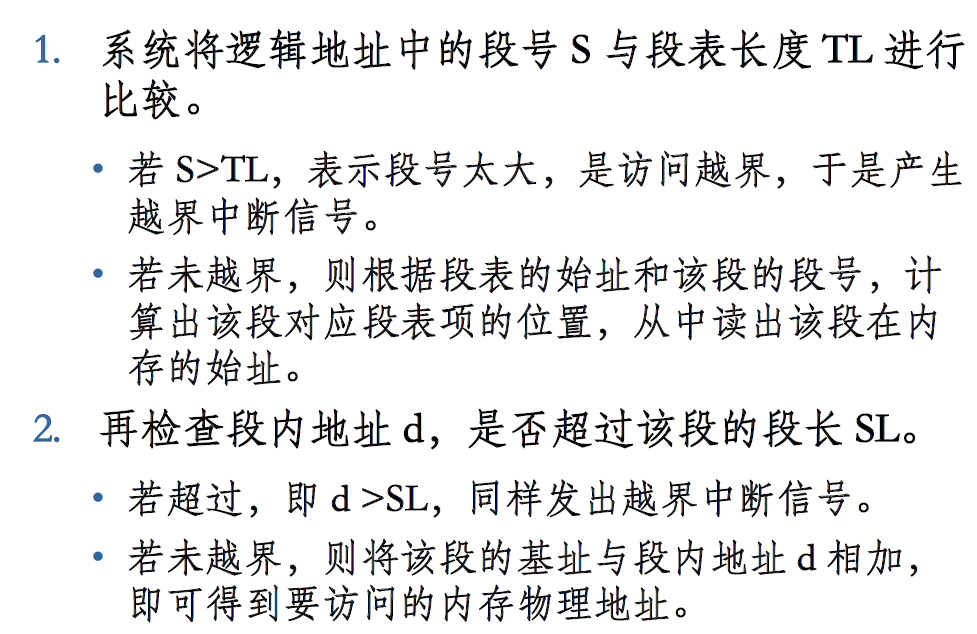 1. 系统将逻辑地址中的段号 S 与段表长度 TL 进行
比较。
• 若 S>TL，表示段号太大，是访问越界，于是产生
越界中断信号。
• 若未越界，则根据段表的始址和该段的段号，计
算出该段对应段表项的位置，从中读出该段在内
存的始址。
2. 再检查段内地址 d，是否超过该段的段长 SL。
• 若超过，即 d >SL，同样发出越界中断信号。
• 若未越界，则将该段的基址与段内地址 d 相加，
即可得到要访问的内存物理地址。